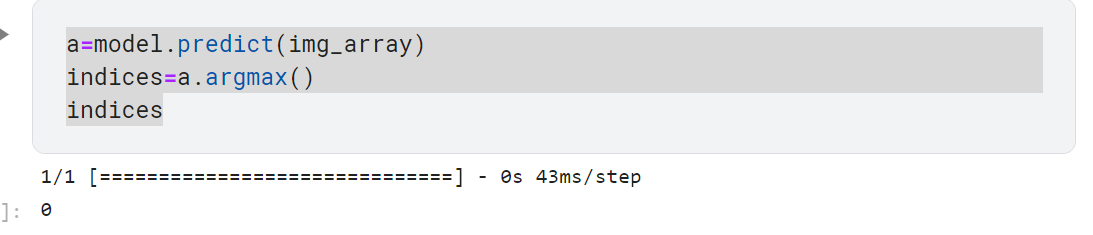 a=model.predict(img_array)
indices=a.argmax()
indices
1/1 [==============================] - 0s 43ms/step
]: 0